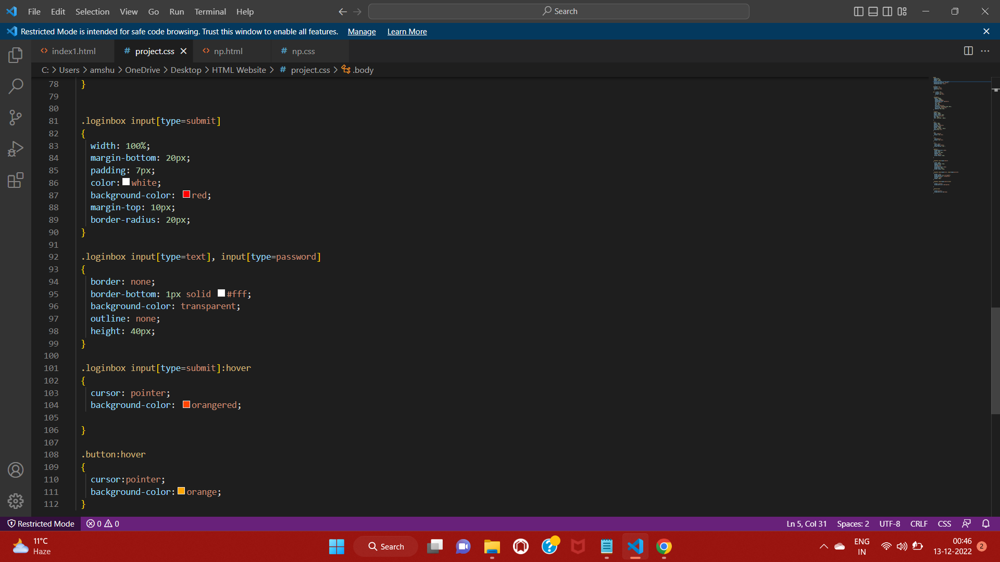 File Edit Selection View Go Run Terminal Help Search
Restricted Mode is intended for safe code browsing. Trust this window to enable all features. Manage Learn More
index1.html # project.css np.html # np.css
C: > Users > amshu > OneDrive > Desktop > HTML Website > # project.css > .body
78 }
79
80
81 .loginbox input[type=submit]
82 {
83 width: 100%;
84 margin-bottom: 20px;
85 padding: 7px;
86 color: white;
87 background-color: red;
88 margin-top: 10px;
89 border-radius: 20px;
90 }
91
92 .loginbox input[type=text], input[type=password]
93 {
94 border: none;
95 border-bottom: 1px solid #fff;
96 background-color: transparent;
97 outline: none;
98 height: 40px;
99 }
100
101 .loginbox input[type=submit]:hover
102 {
103 cursor: pointer;
104 background-color: orangered;
105
106 }
107
108 .button:hover
109 {
110 cursor:pointer;
111 background-color: orange;
112 }
Restricted Mode 0 0 Ln 5, Col 31 Spaces: 2 UTF-8 CRLF CSS
11°C
Haze
Search
ENG
IN
00:46
13-12-2022
2